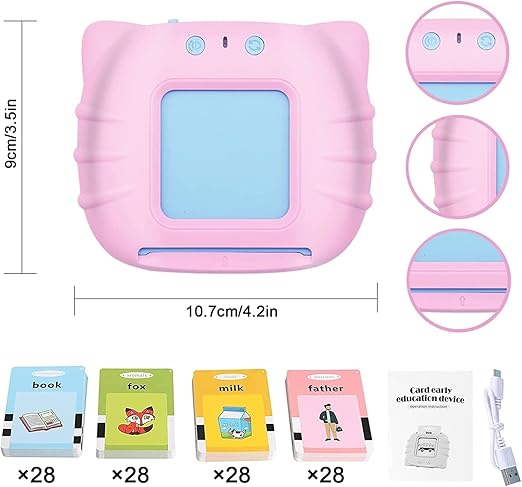 9cm/3.5in
10.7cm/4.2in
book
animals
fox
milk
father
Card early
education device
operation instruction
×28
×28
×28
×28